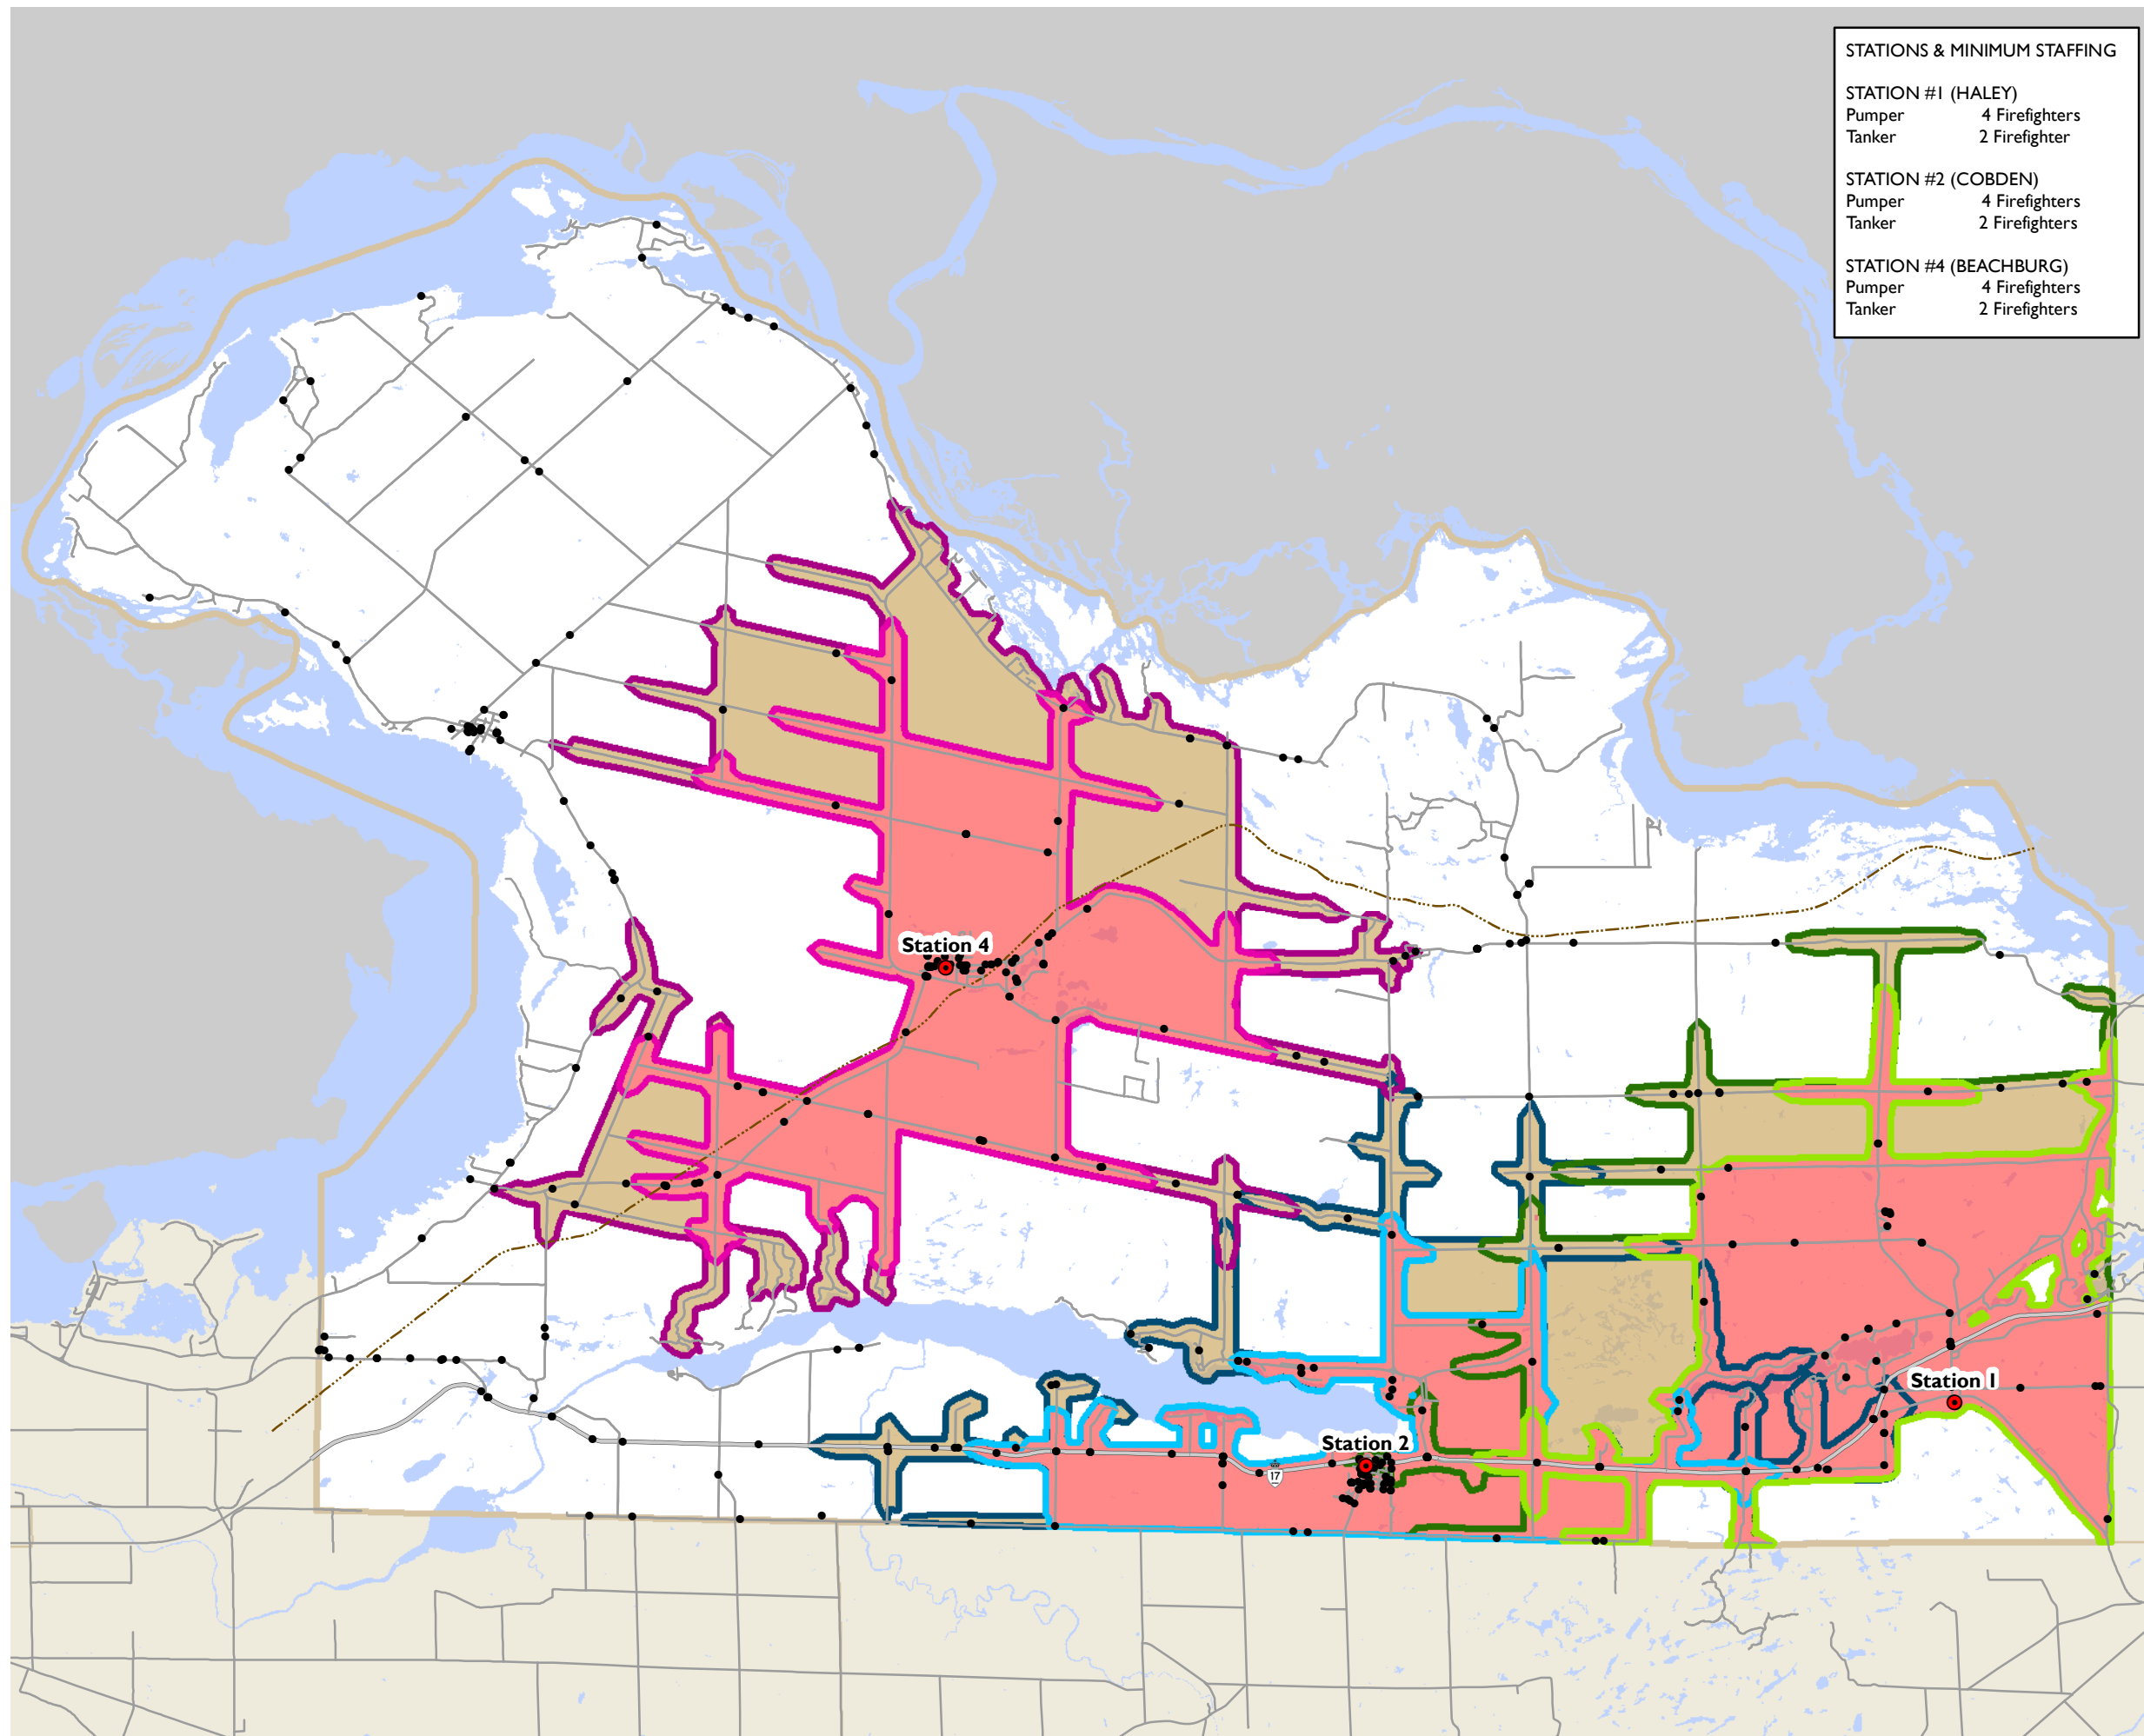 STATIONS & MINIMUM STAFFING
STATION #1 (HALEY)
Pumper 4 Firefighters
Tanker 2 Firefighter
STATION #2 (COBDEN)
Pumper 4 Firefighters
Tanker 2 Firefighters
STATION #4 (BEACHBURG)
Pumper 4 Firefighters
Tanker 2 Firefighters
Station 4
Station 1
Station 2
17